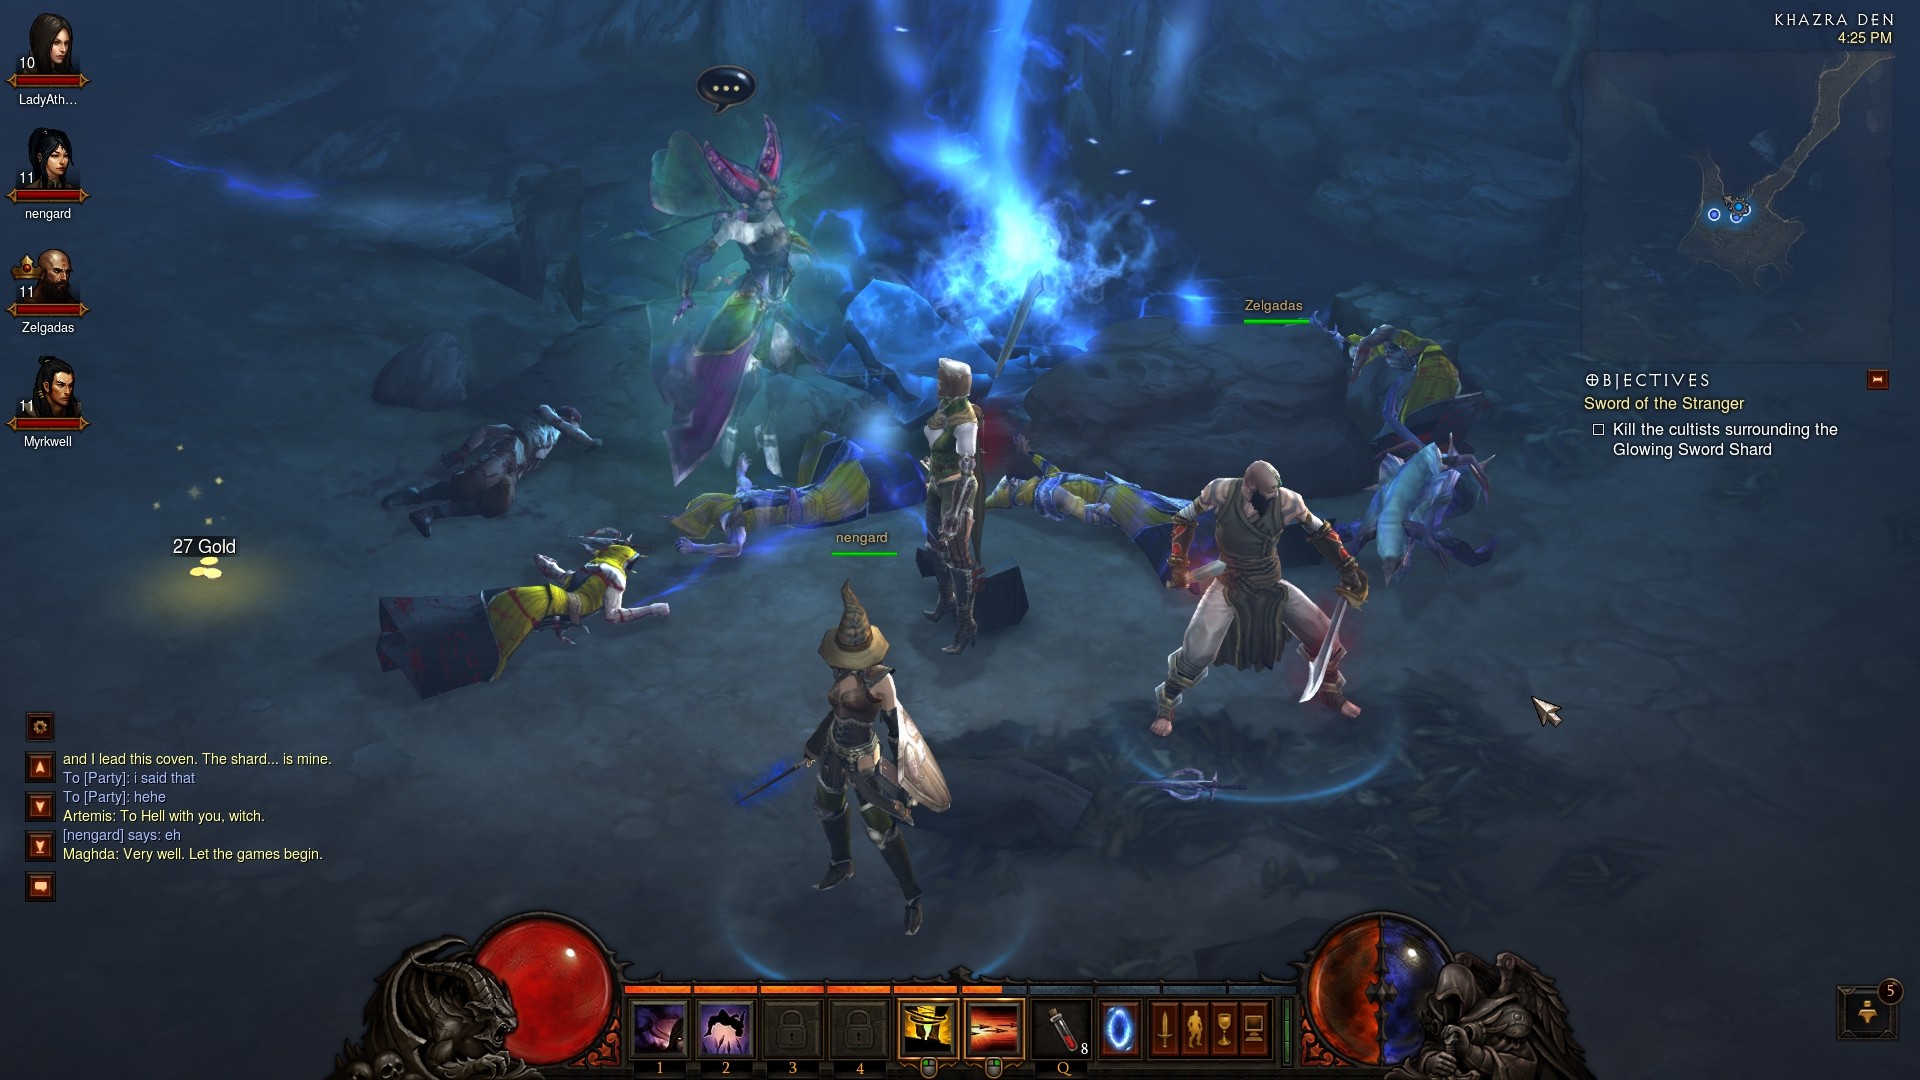 KHAZRA DEN
4:25 PM
10
LadyAth...
11
nengard
11
Zelgadas
11
Myrkwell
Zelgadas
nengard
27 Gold
OBJECTIVES
Sword of the Stranger
Kill the cultists surrounding the
Glowing Sword Shard
and I lead this coven. The shard... is mine.
To [Party]: i said that
To [Party]: hehe
Artemis: To Hell with you, witch.
[nengard] says: eh
Maghda: Very well. Let the games begin.
8
1 2 3 4 Q
5